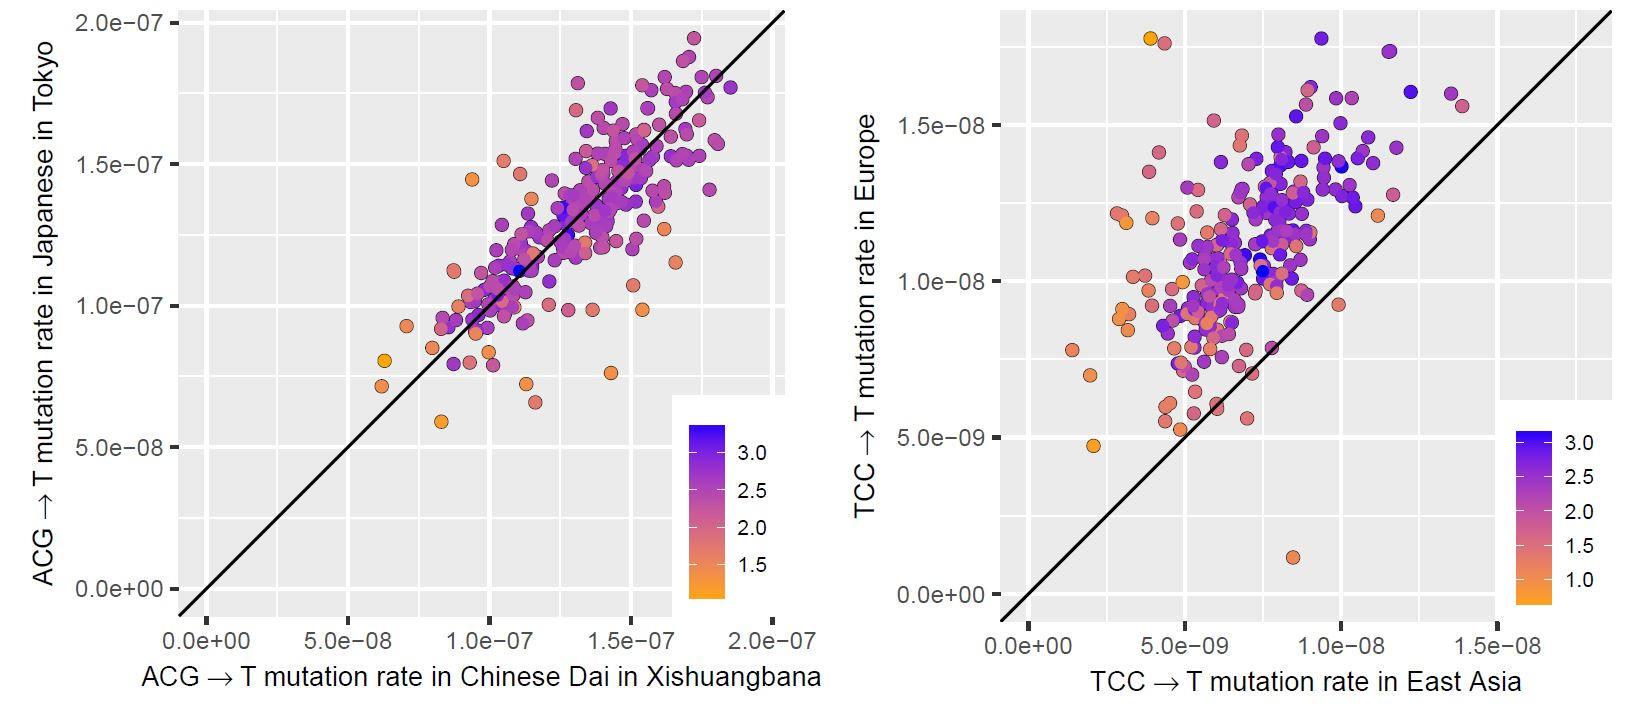 2.0e−07
1.5e−07
1.0e−07
5.0e−08
0.0e+00
ACG → T mutation rate in Japanese in Tokyo
3.0
2.5
2.0
1.5
0.0e+00 5.0e−08 1.0e−07 1.5e−07 2.0e−07
ACG → T mutation rate in Chinese Dai in Xishuangbana
1.5e−08
1.0e−08
5.0e−09
0.0e+00
TCC → T mutation rate in Europe
3.0
2.5
2.0
1.5
1.0
0.0e+00 5.0e−09 1.0e−08 1.5e−08
TCC → T mutation rate in East Asia